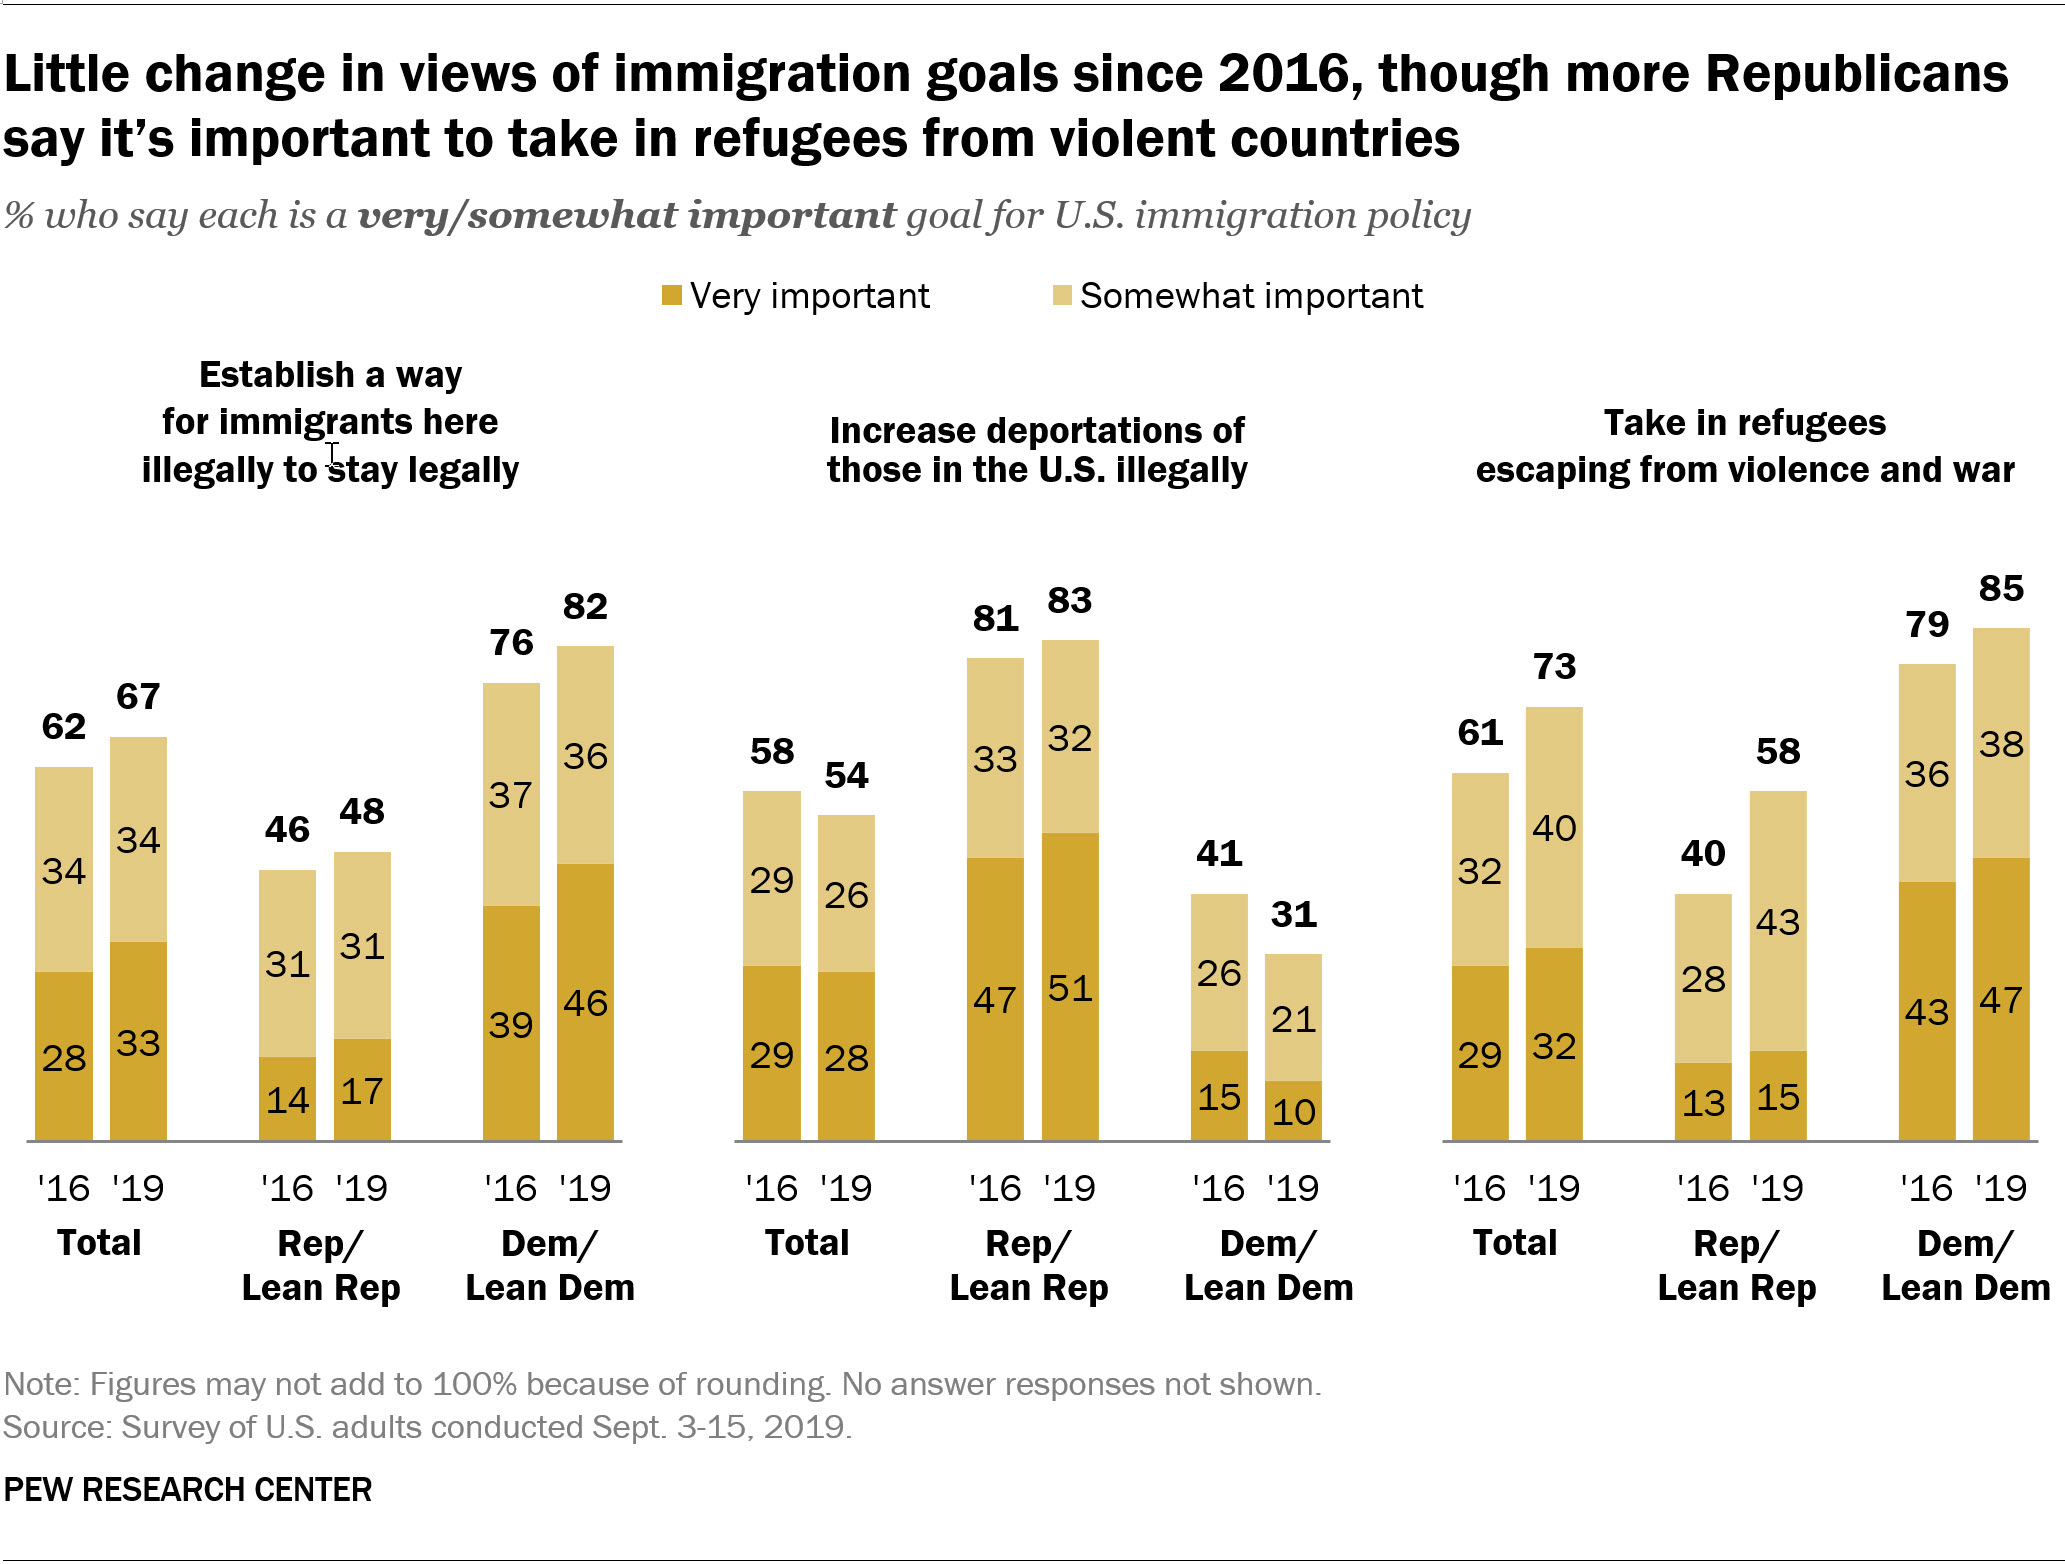 Little change in views of immigration goals since 2016, though more Republicans
say it’s important to take in refugees from violent countries
% who say each is a very/somewhat important goal for U.S. immigration policy
Very important Somewhat important
Establish a way
for immigrants here
illegally to stay legally
62 67 46 48 76 82
34 34 31 31 37 36
28 33 14 17 39 46
'16 '19 '16 '19 '16 '19
Total Rep/ Dem/
Lean Rep Lean Dem
Increase deportations of
those in the U.S. illegally
58 54 81 83 41 31
29 26 33 32 26 21
29 28 47 51 15 10
'16 '19 '16 '19 '16 '19
Total Rep/ Dem/
Lean Rep Lean Dem
Take in refugees
escaping from violence and war
61 73 40 58 79 85
32 40 28 43 36 38
29 32 13 15 43 47
'16 '19 '16 '19 '16 '19
Total Rep/ Dem/
Lean Rep Lean Dem
Note: Figures may not add to 100% because of rounding. No answer responses not shown.
Source: Survey of U.S. adults conducted Sept. 3-15, 2019.
PEW RESEARCH CENTER